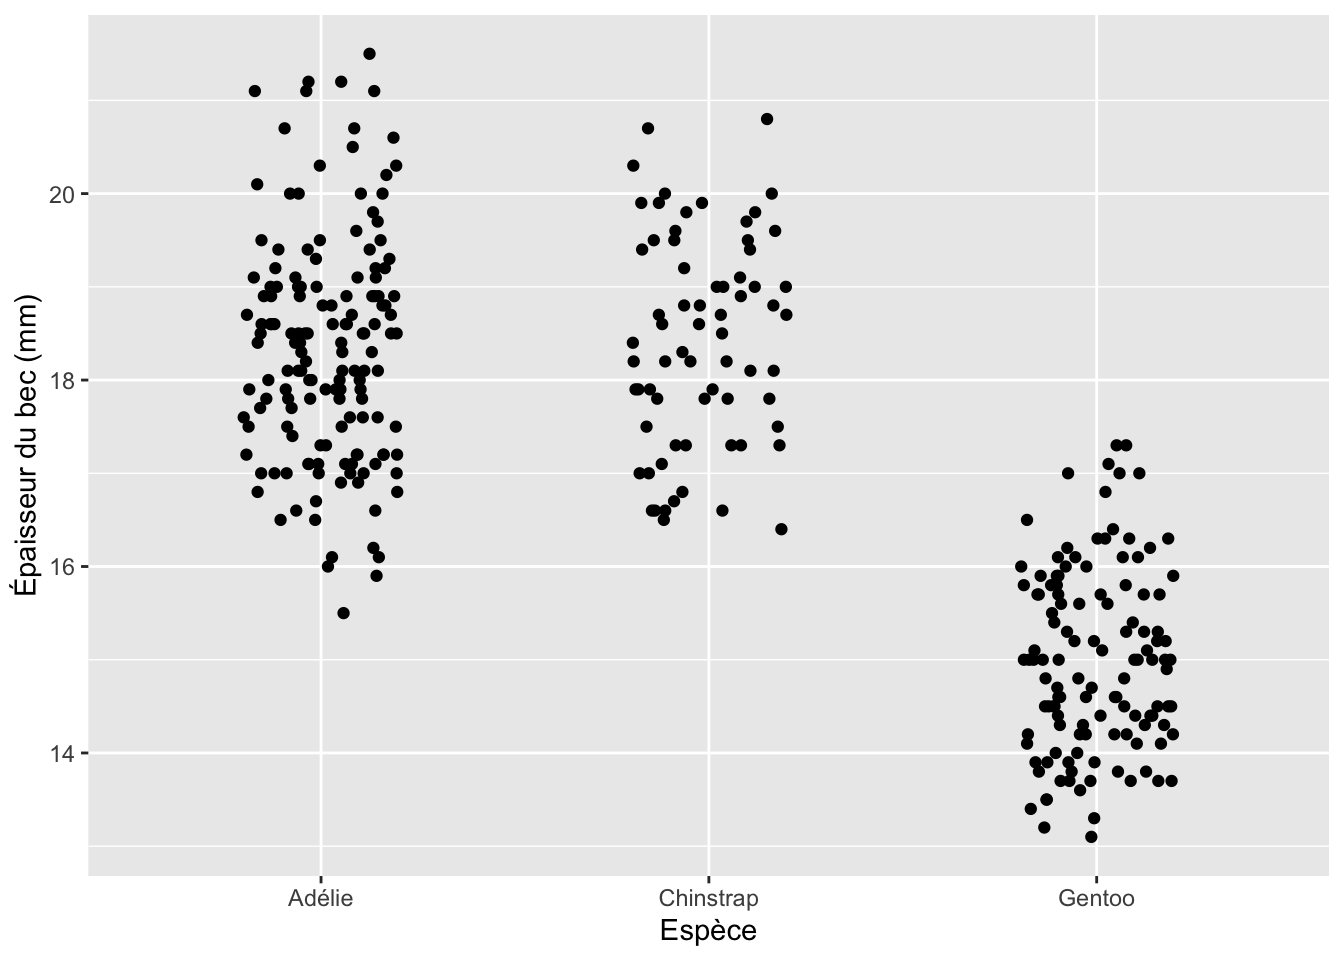 Épaisseur du bec (mm)
20
18
16
14
Adélie
Chinstrap
Gentoo
Espèce